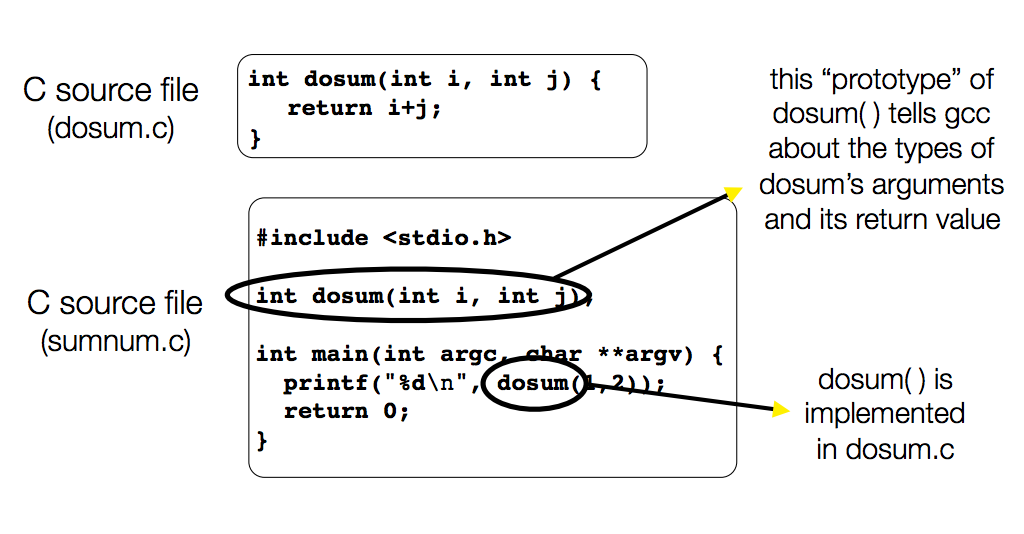 C source file
(dosum.c)
int dosum(int i, int j) {
return i+j;
}
this “prototype” of
dosum( ) tells gcc
about the types of
dosum’s arguments
and its return value
C source file
(sumnum.c)
#include <stdio.h>
int dosum(int i, int j);
int main(int argc, char **argv) {
printf("%d\n", dosum(1,2));
return 0;
}
dosum( ) is
implemented
in dosum.c